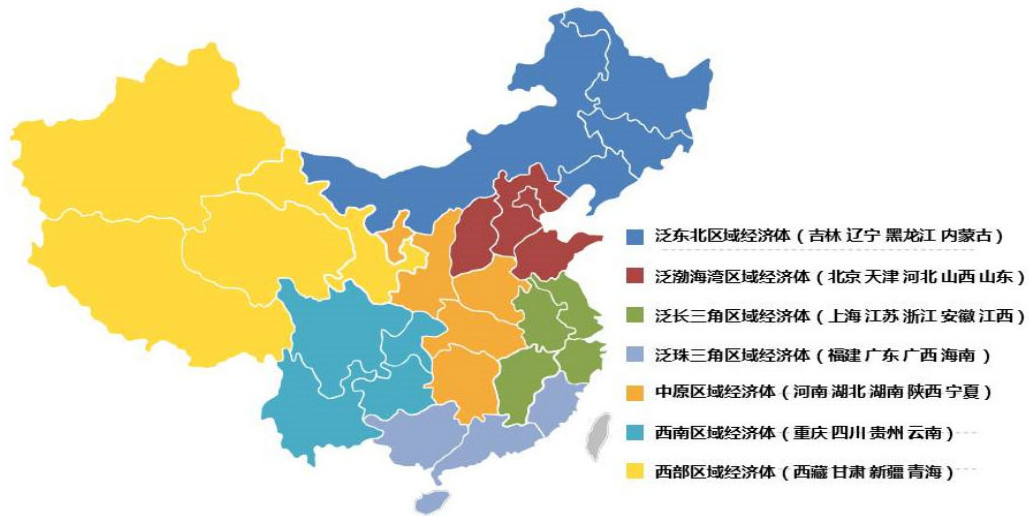 泛东北区域经济体（吉林 辽宁 黑龙江 内蒙古）
泛渤海湾区域经济体（北京 天津 河北 山西 山东）
泛长三角区域经济体（上海 江苏 浙江 安徽 江西）
泛珠三角区域经济体（福建 广东 广西 海南 ）
中原区域经济体（河南 湖北 湖南 陕西 宁夏）
西南区域经济体（重庆 四川 贵州 云南）
西部区域经济体（西藏 甘肃 新疆 青海）